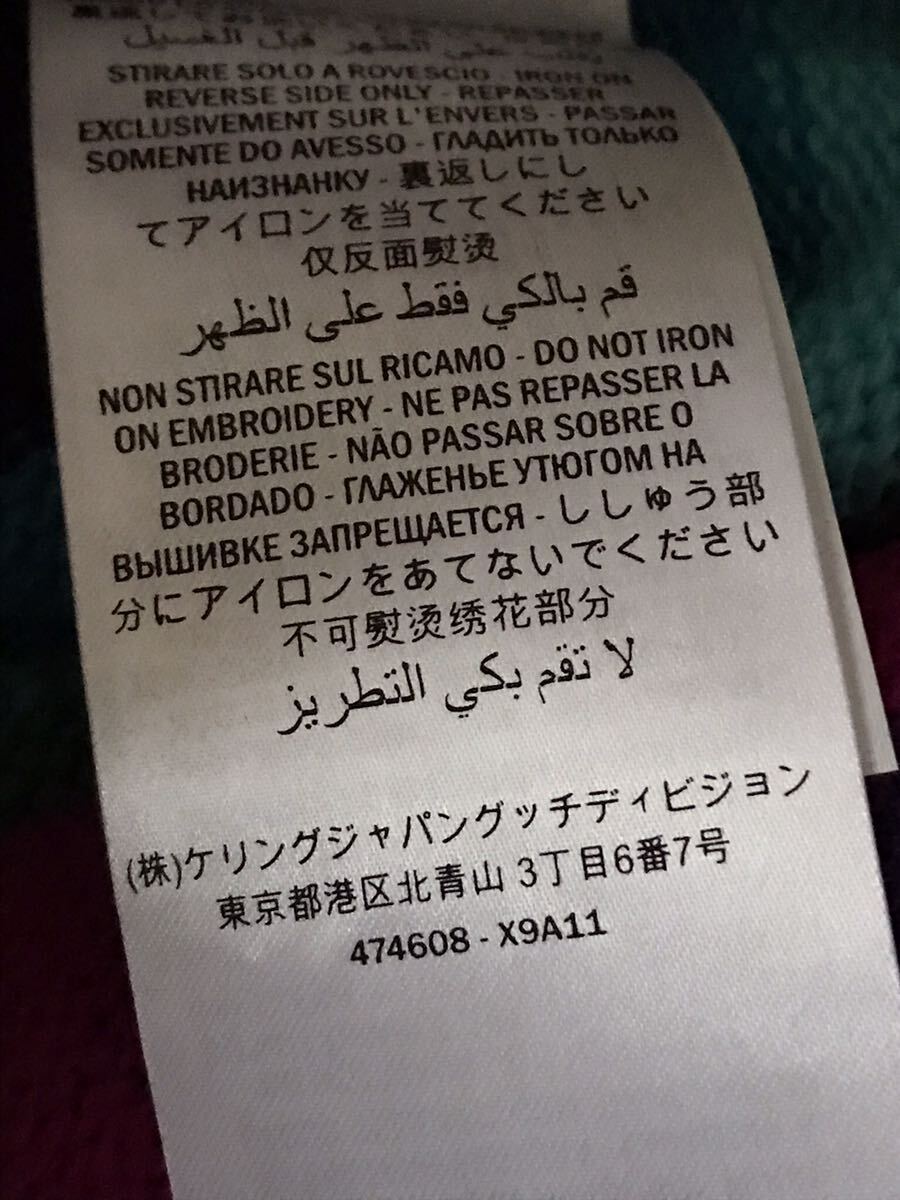 STIRARE SOLO A ROVESCIO - IRON ON
REVERSE SIDE ONLY - REPASSER
EXCLUSIVEMENT SUR L'ENVERS - PASSAR
SOMENTE DO AVESSO - ГЛАДИТЬ ТОЛЬКО
НАИЗНАНКУ - 裏返しにし
てアイロンを当ててください
仅反面熨烫
قم بالكي فقط على الظهر
NON STIRARE SUL RICAMO - DO NOT IRON
ON EMBROIDERY - NE PAS REPASSER LA
BRODERIE - NÃO PASSAR SOBRE O
BORDADO - ГЛАЖЕНЬЕ УТЮГОМ НА
ВЫШИВКЕ ЗАПРЕЩАЕТСЯ - ししゅう部
分にアイロンをあてないでください
不可熨烫绣花部分
لا تقم بكي التطريز
(株)ケリングジャパングッチディビジョン
東京都港区北青山 3丁目6番7号
474608 - X9A11